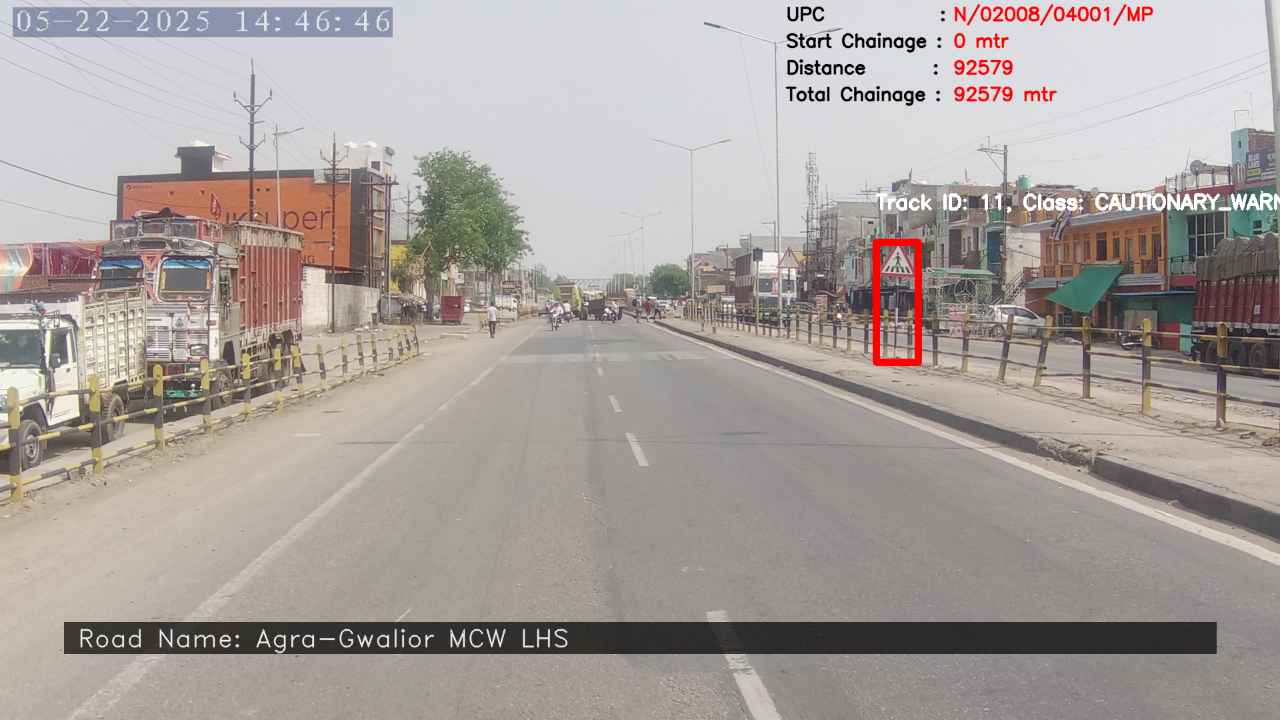 05-22-2025 14:46:46
UPC : N/02008/04001/MP
Start Chainage : 0 mtr
Distance : 92579
Total Chainage : 92579 mtr
Track ID: 11, Class: CAUTIONARY_WARN
uper
Road Name: Agra-Gwalior MCW LHS